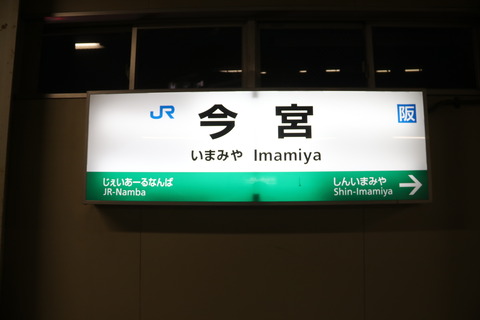 JR 今宮 阪
いまみや Imamiya
じぇいあーるなんば しんいまみや
JR-Namba Shin-Imamiya